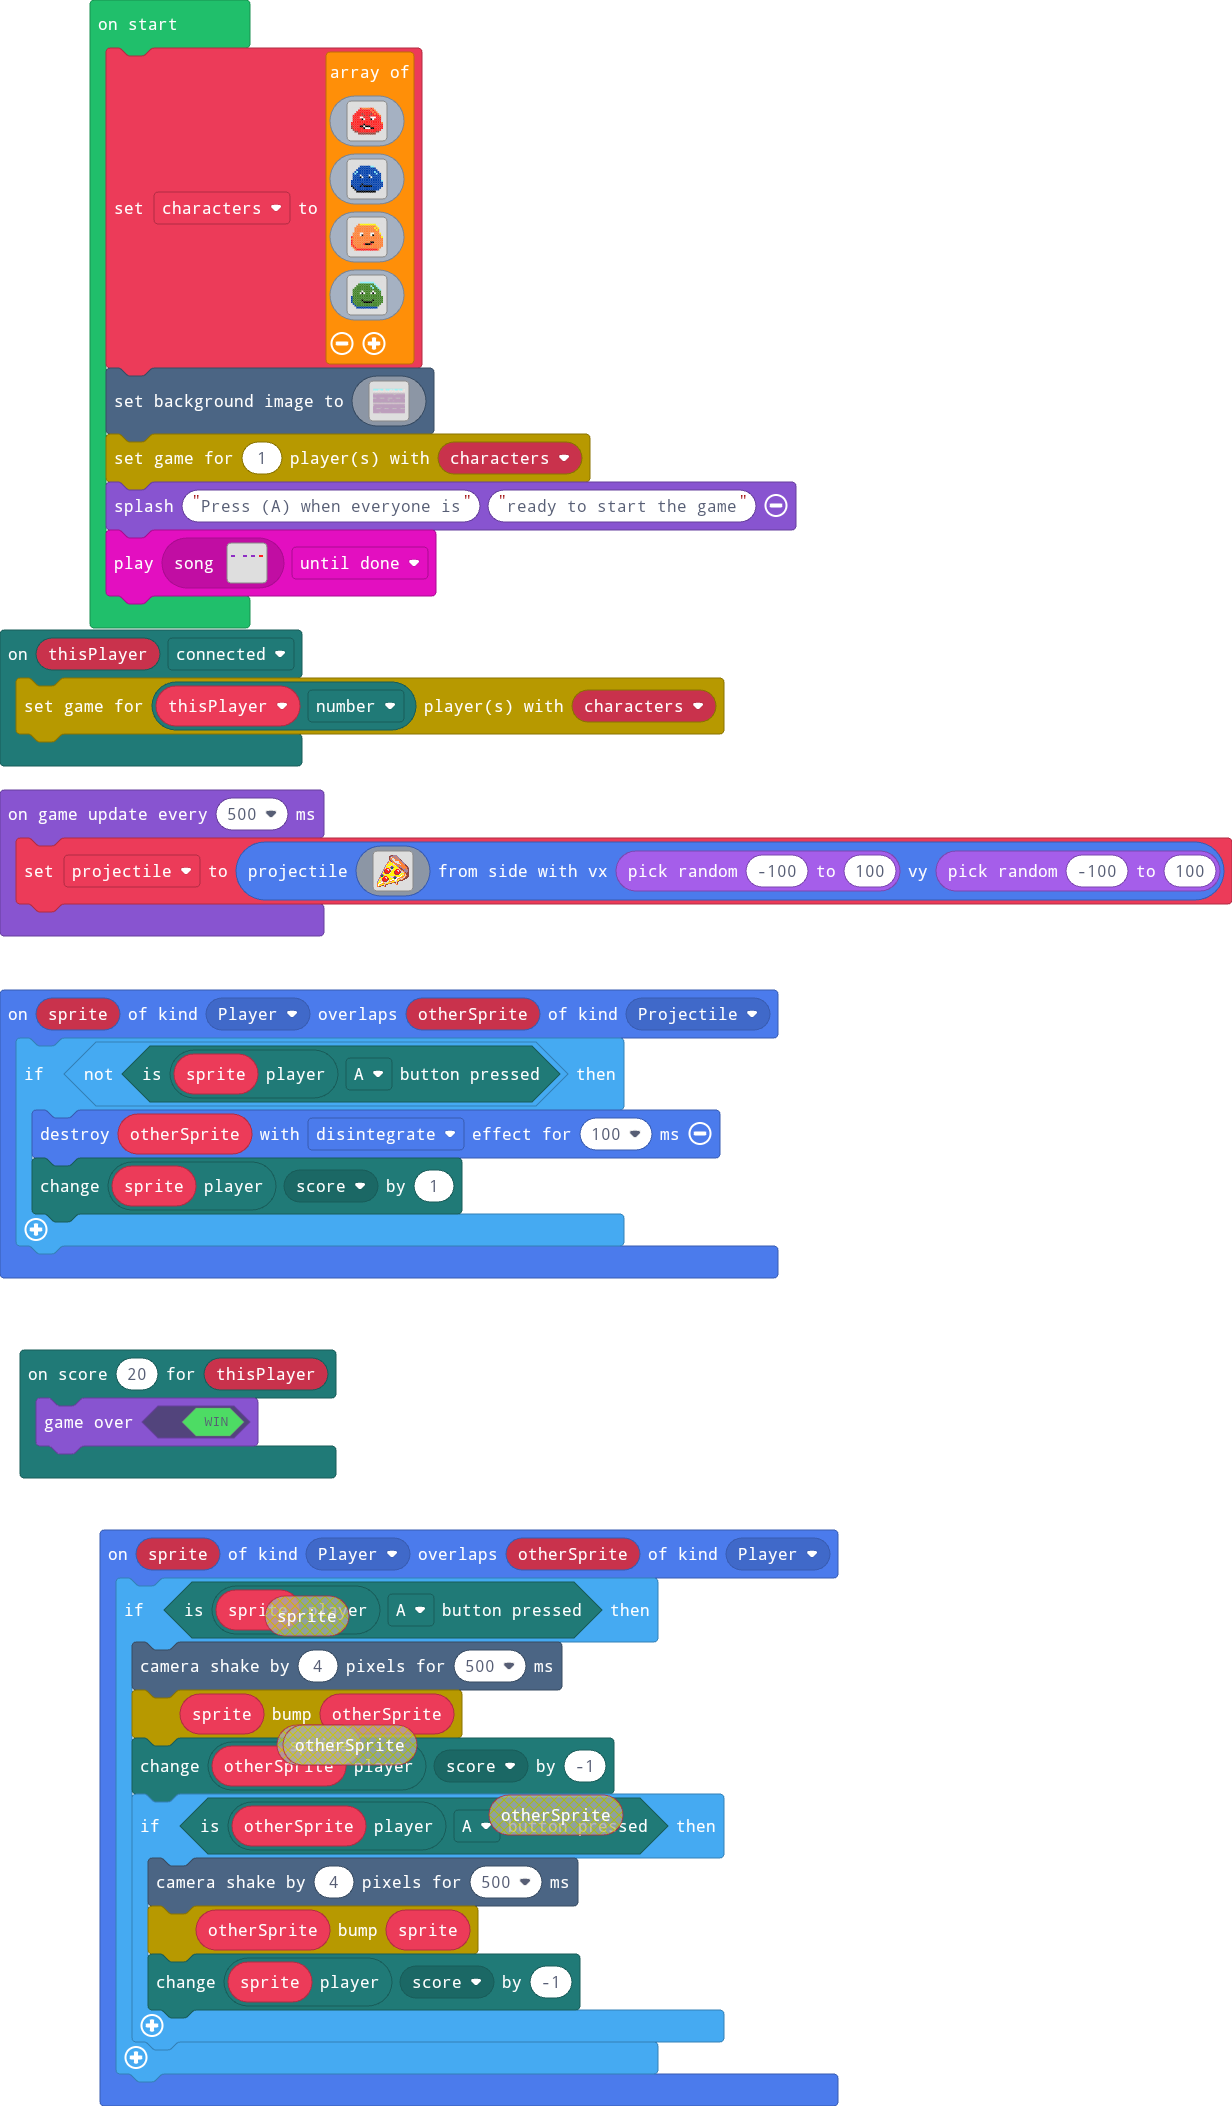 on start
array of
set characters to
set background image to
set game for 1 player(s) with characters
splash "Press (A) when everyone is" "ready to start the game"
play song until done
on thisPlayer connected
set game for thisPlayer number player(s) with characters
on game update every 500 ms
set projectile to projectile from side with vx pick random -100 to 100 vy pick random -100 to 100
on sprite of kind Player overlaps otherSprite of kind Projectile
if not is sprite player A button pressed then
destroy otherSprite with disintegrate effect for 100 ms
change sprite player score by 1
on score 20 for thisPlayer
game over WIN
on sprite of kind Player overlaps otherSprite of kind Player
if is sprite player A button pressed then
sprite
camera shake by 4 pixels for 500 ms
sprite bump otherSprite
otherSprite
change otherSprite player score by -1
otherSprite
if is otherSprite player A button pressed then
camera shake by 4 pixels for 500 ms
otherSprite bump sprite
change sprite player score by -1